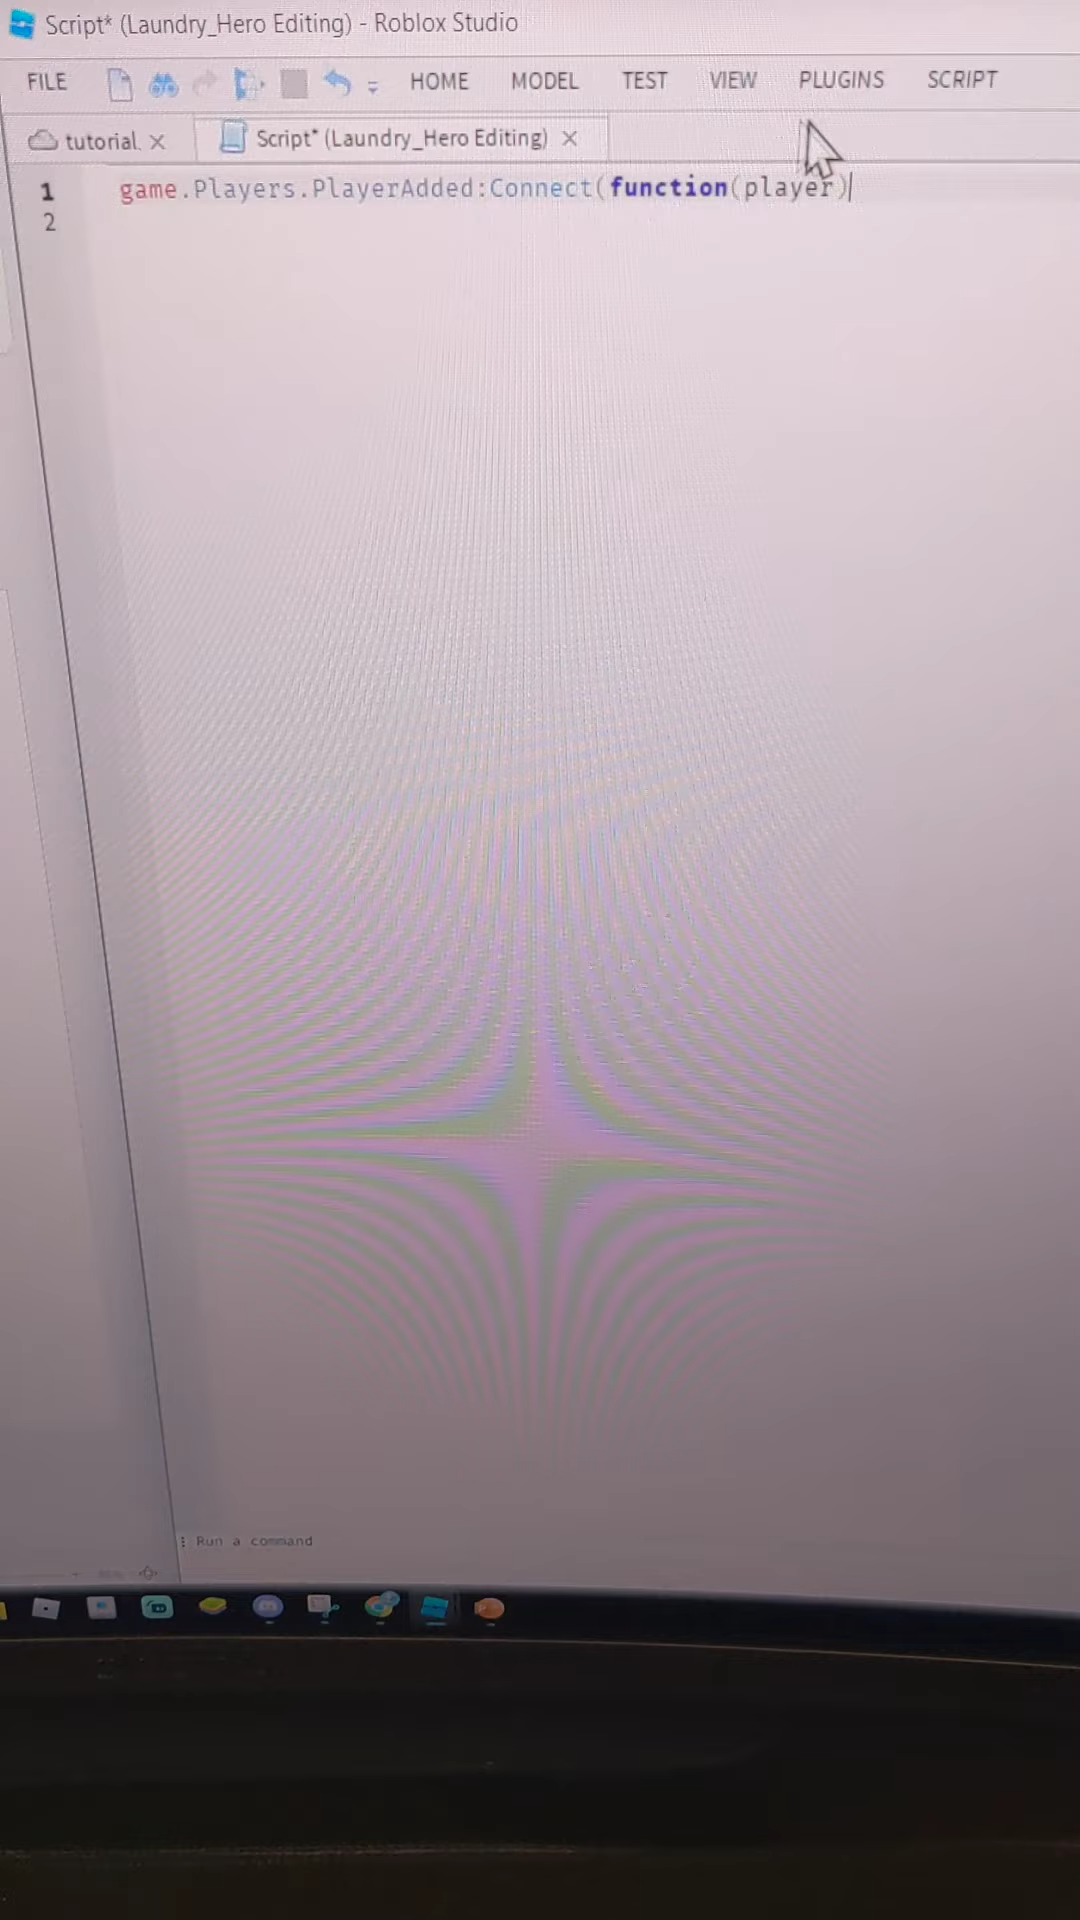 Script* (Laundry_Hero Editing) - Roblox Studio
FILE HOME MODEL TEST VIEW PLUGINS SCRIPT
tutorial. Script* (Laundry_Hero Editing)
1 game.Players.PlayerAdded:Connect(function(player)
2
Run a command